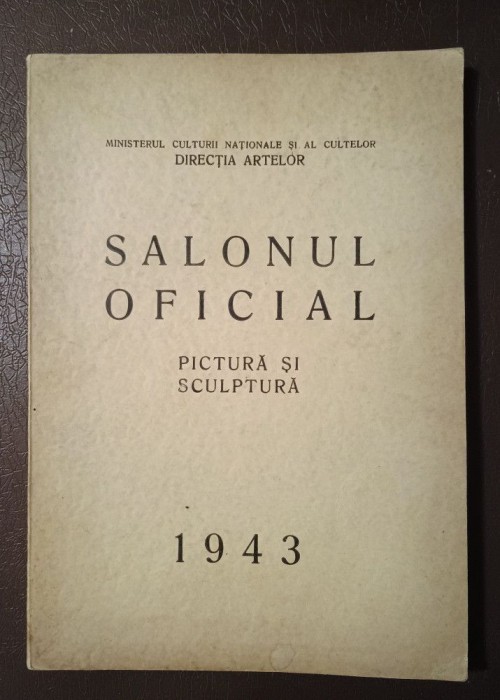 MINISTERUL CULTURII NAȚIONALE ȘI AL CULTELOR
DIRECȚIA ARTELOR
SALONUL
OFICIAL
PICTURĂ ȘI
SCULPTURĂ
1943